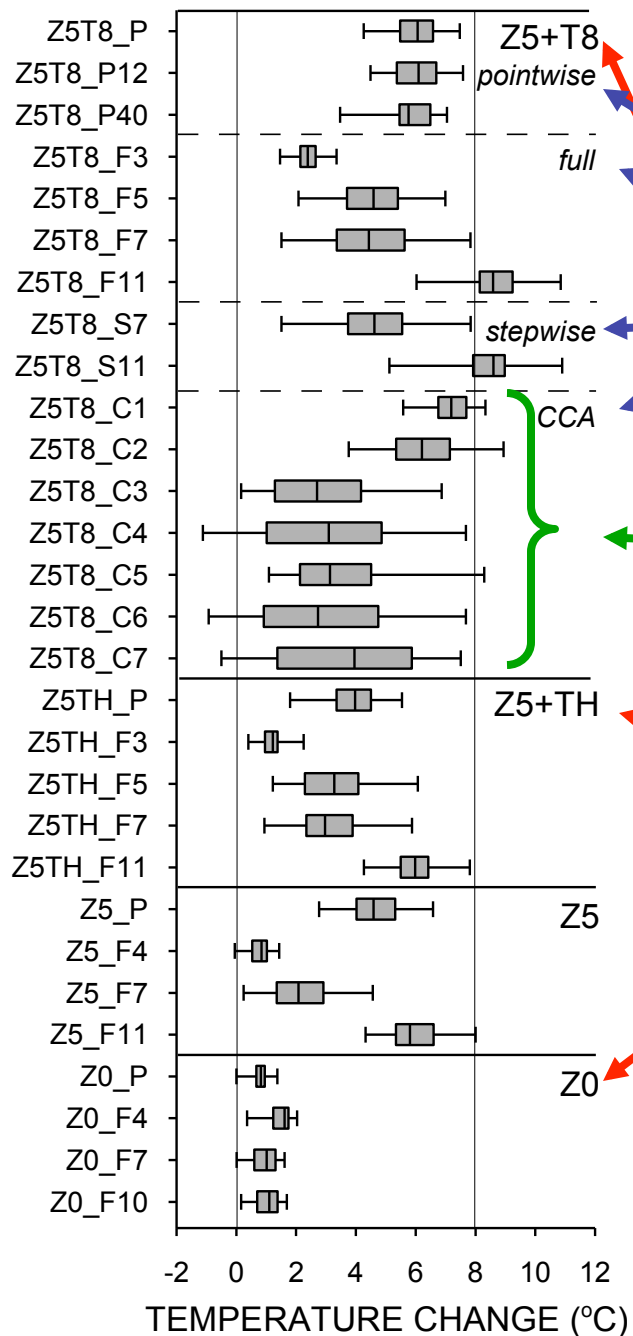 Z5T8_P
Z5+T8
Z5T8_P12
pointwise
Z5T8_P40
Z5T8_F3
full
Z5T8_F5
Z5T8_F7
Z5T8_F11
Z5T8_S7
stepwise
Z5T8_S11
Z5T8_C1
CCA
Z5T8_C2
Z5T8_C3
Z5T8_C4
Z5T8_C5
Z5T8_C6
Z5T8_C7
Z5TH_P
Z5+TH
Z5TH_F3
Z5TH_F5
Z5TH_F7
Z5TH_F11
Z5_P
Z5
Z5_F4
Z5_F7
Z5_F11
Z0_P
Z0
Z0_F4
Z0_F7
Z0_F10
-2 0 2 4 6 8 10 12
TEMPERATURE CHANGE (ºC)